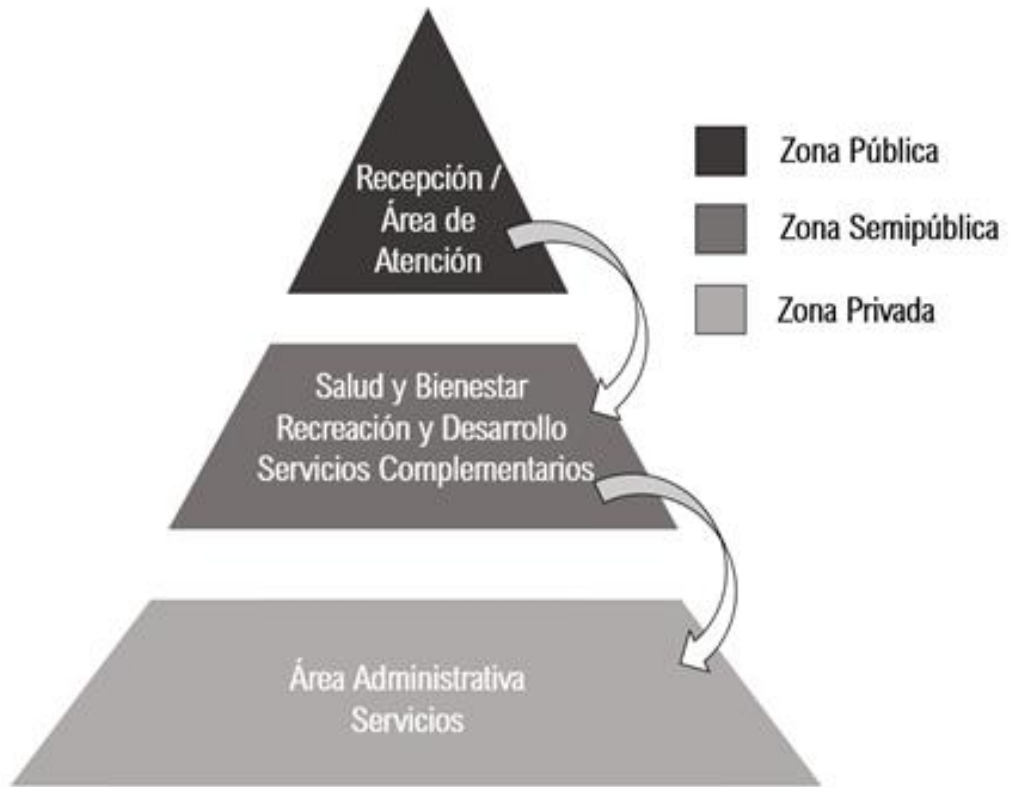 Recepción /
Área de
Atención
Zona Pública
Zona Semipública
Zona Privada
Salud y Bienestar
Recreación y Desarrollo
Servicios Complementarios
Área Administrativa
Servicios